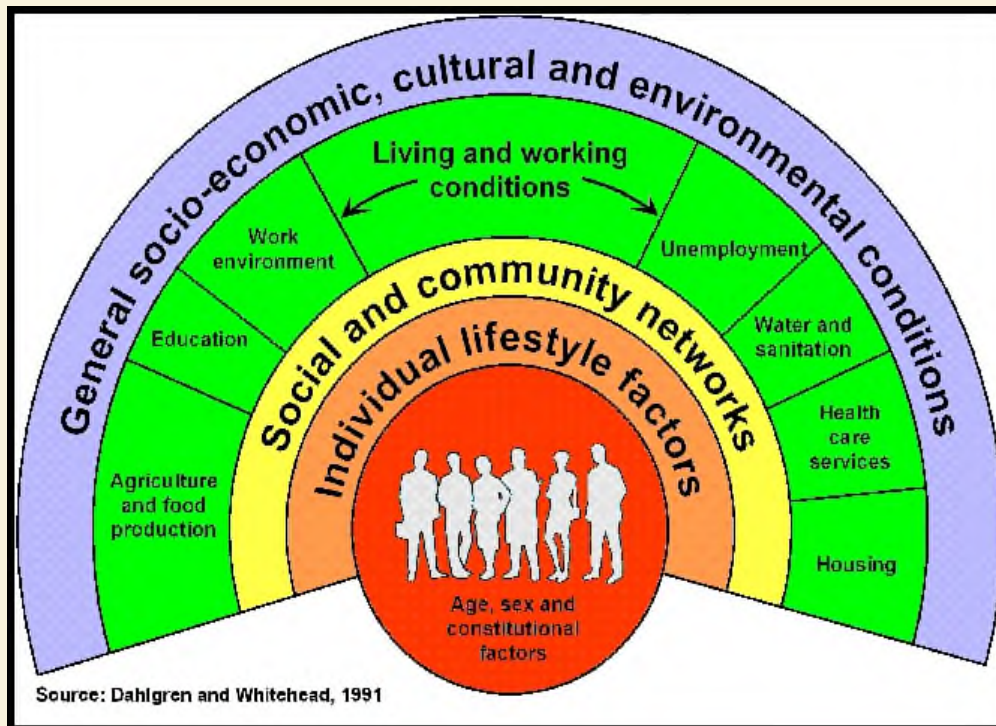 General socio-economic, cultural and environmental conditions
Living and working
conditions
Work
environment
Unemployment
Education
Water and
sanitation
Agriculture
and food
production
Health
care
services
Housing
Social and community networks
Individual lifestyle factors
Age, sex and
constitutional
factors
Source: Dahlgren and Whitehead, 1991